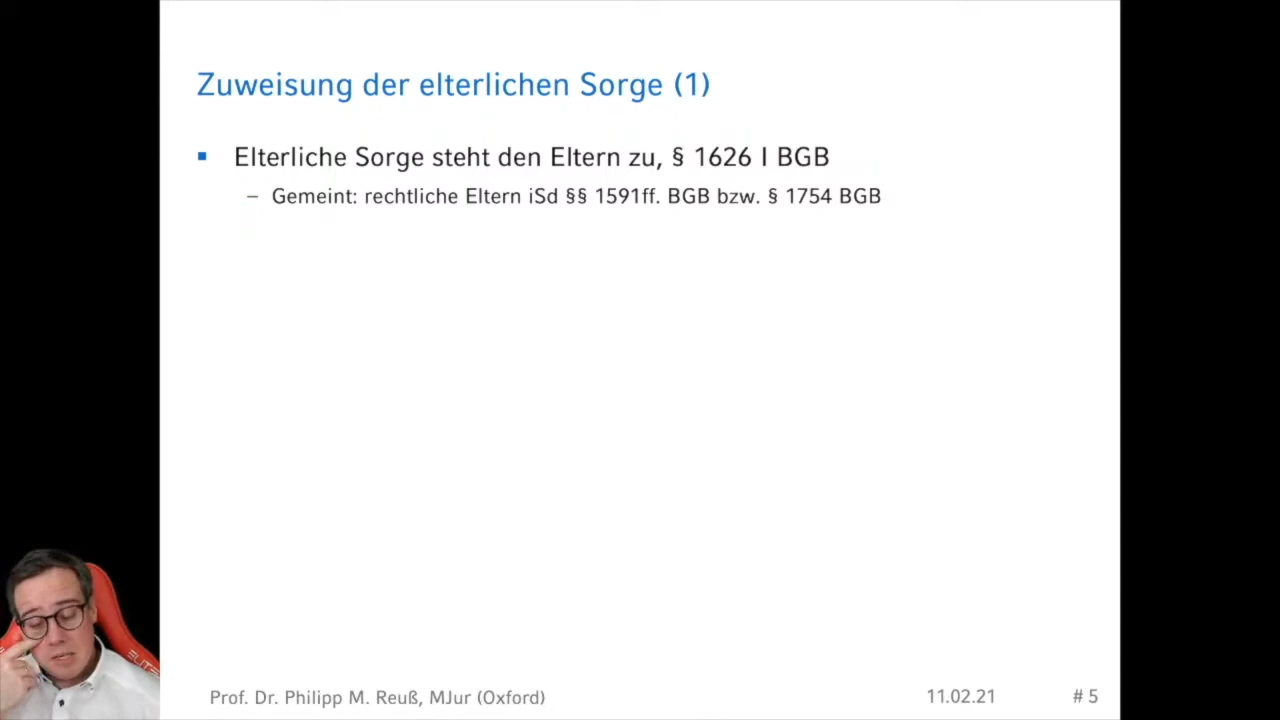 Zuweisung der elterlichen Sorge (1)
▪ Elterliche Sorge steht den Eltern zu, § 1626 I BGB
– Gemeint: rechtliche Eltern iSd §§ 1591ff. BGB bzw. § 1754 BGB
Prof. Dr. Philipp M. Reuß, MJur (Oxford) 11.02.21 # 5